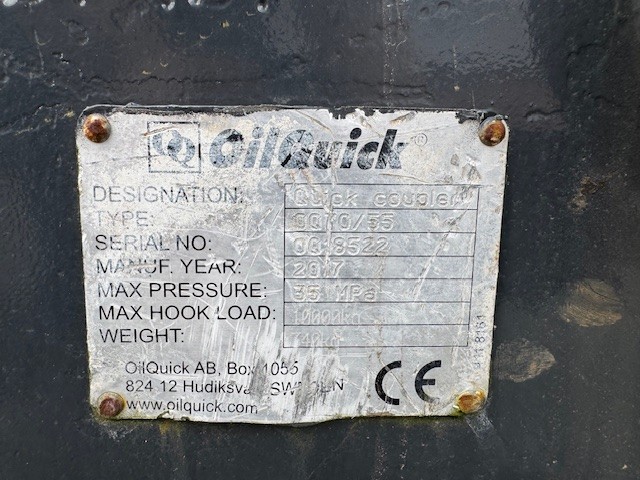 OilQuick®
DESIGNATION: Quick coupler
TYPE: OQ70/55
SERIAL NO:
MANUF. YEAR: 2017
MAX PRESSURE: 35 MPa
MAX HOOK LOAD: 10000kg
WEIGHT:
OilQuick AB, Box 1055
824 12 Hudiksvall SWEDEN
www.oilquick.com
CE